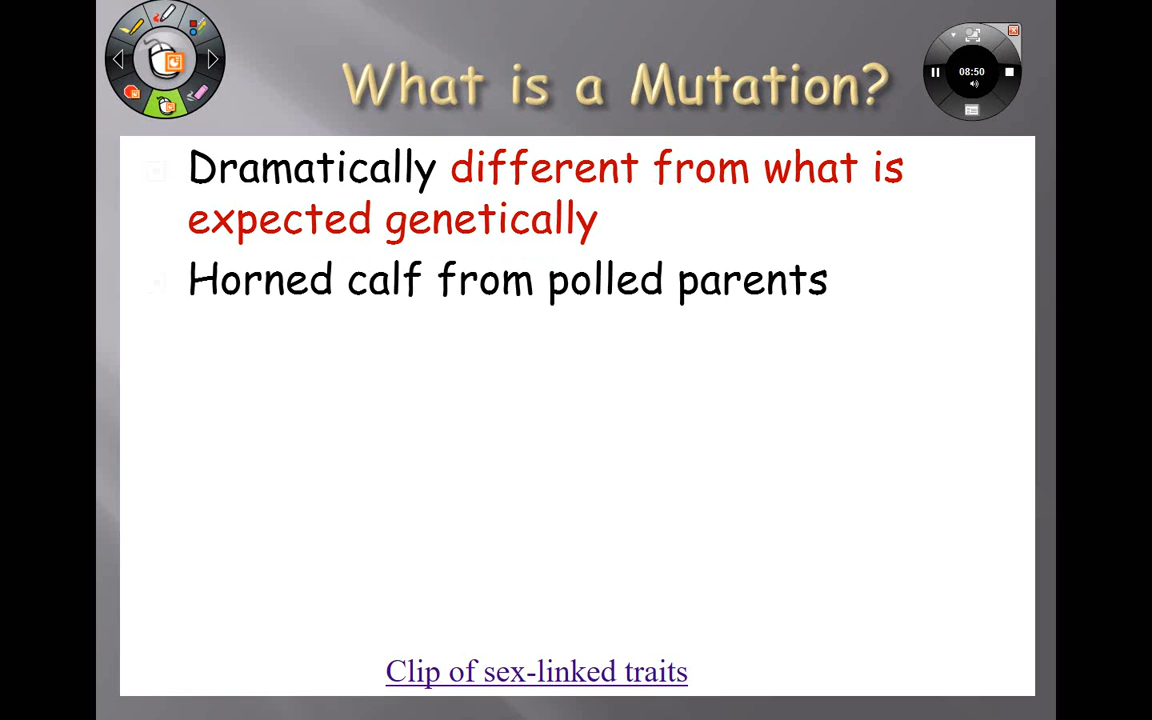 What is a Mutation?
08:50
Dramatically different from what is
expected genetically
Horned calf from polled parents
Clip of sex-linked traits